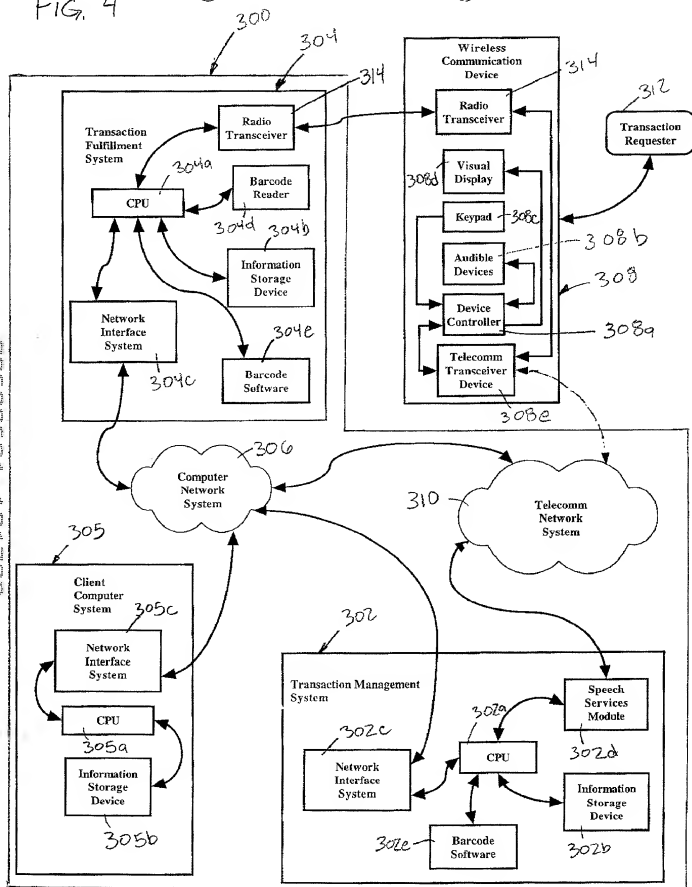 FIG. 4
300
304
314
Transaction
Fulfillment
System
Radio
Transceiver
304a
CPU
Barcode
Reader
304d
304b
Information
Storage
Device
Network
Interface
System
304c
304e
Barcode
Software
Wireless
Communication
Device
314
Radio
Transceiver
312
Transaction
Requester
308d
Visual
Display
Keypad
308c
Audible
Devices
308b
308
Device
Controller
308a
Telecomm
Transceiver
Device
308e
306
Computer
Network
System
310
Telecomm
Network
System
305
Client
Computer
System
305c
Network
Interface
System
CPU
305a
Information
Storage
Device
305b
302
Transaction Management
System
302c
Network
Interface
System
302a
CPU
Speech
Services
Module
302d
302e
Barcode
Software
Information
Storage
Device
302b